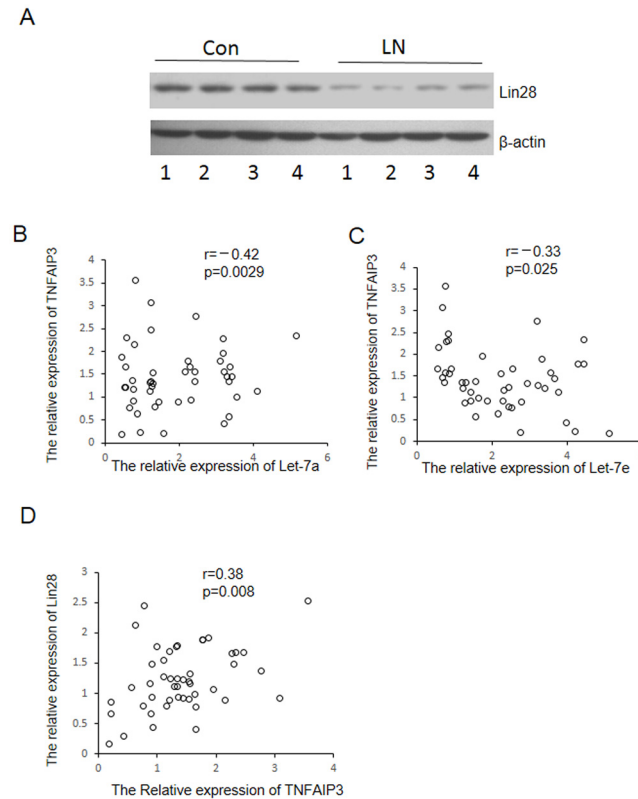 A
Con LN
Lin28
β-actin
1 2 3 4 1 2 3 4
B
r=−0.42
p=0.0029
The relative expression of TNFAIP3
4
3.5
3
2.5
2
1.5
1
0.5
0
0 2 4 6
The relative expression of Let-7a
C
r=−0.33
p=0.025
The relative expression of TNFAIP3
4
3.5
3
2.5
2
1.5
1
0.5
0
0 2 4
The relative expression of Let-7e
D
r=0.38
p=0.008
The relative expression of Lin28
3
2.5
2
1.5
1
0.5
0
0 1 2 3 4
The Relative expression of TNFAIP3